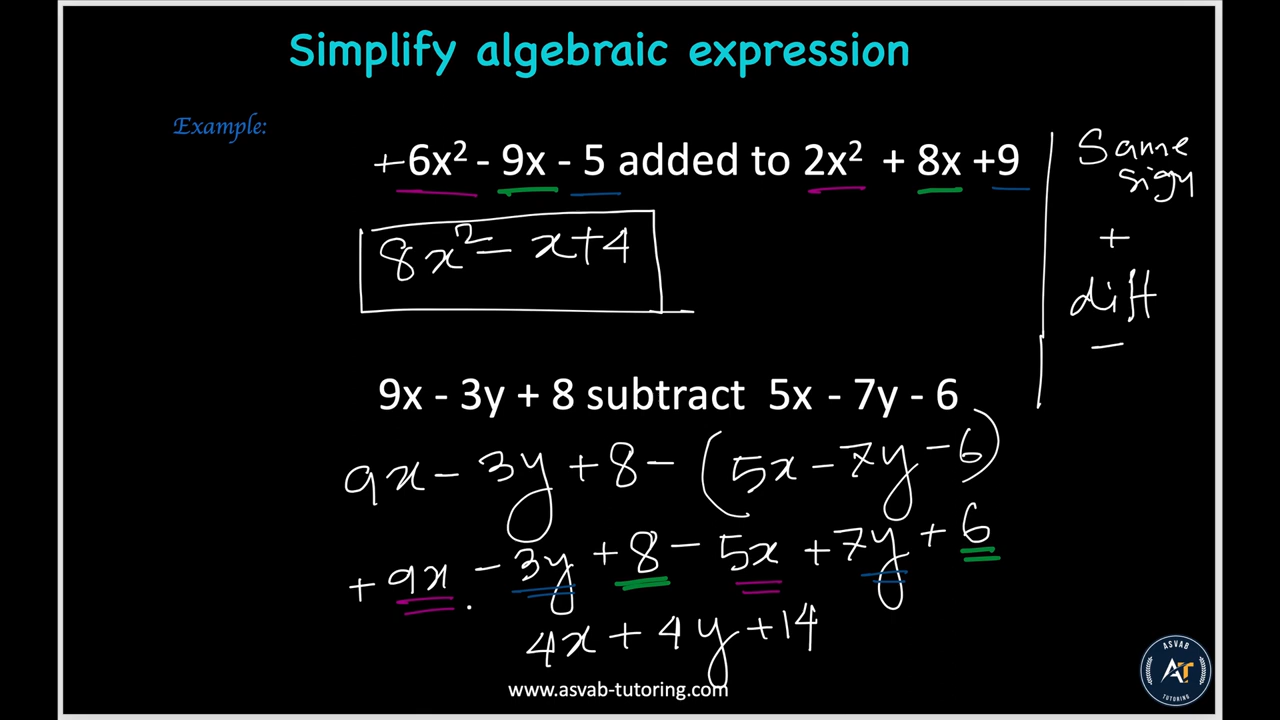 Simplify algebraic expression
Example:
+6x² - 9x - 5 added to 2x² + 8x +9
Same
sign
+
diff
−
8x² − x + 4
9x - 3y + 8 subtract 5x - 7y - 6
9x − 3y + 8 − (5x − 7y − 6)
+ 9x − 3y + 8 − 5x + 7y + 6
4x + 4y + 14
www.asvab-tutoring.com
ASVAB
AT
TUTORING